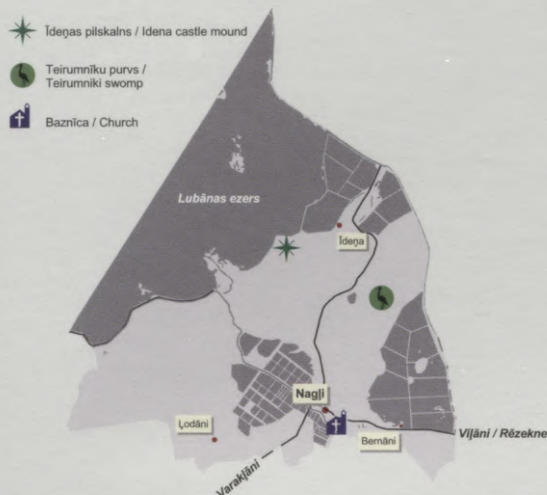 Īdeņas pilskalns / Idena castle mound
Teirumnīku purvs /
Teirumniki swomp
Baznīca / Church
Lubānas ezers
Īdeņa
Nagļi
Ļodāni
Bernāni
Viļāni / Rēzekne
Varakļāni